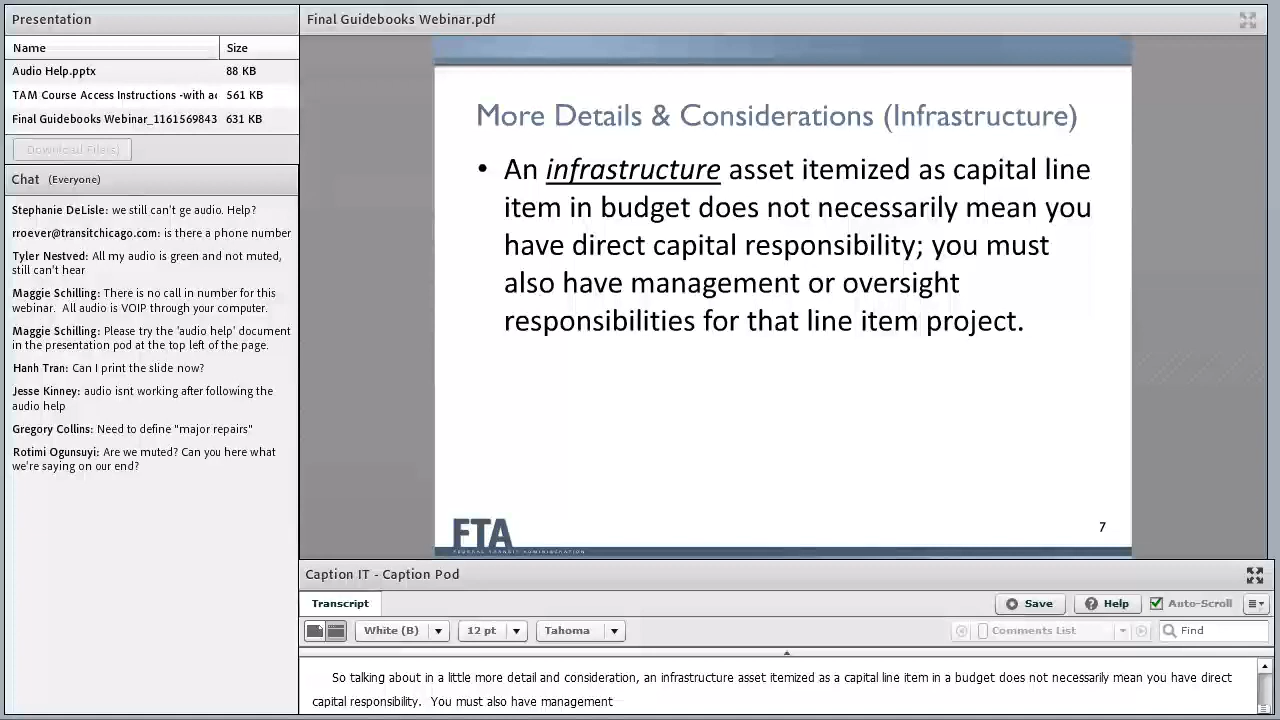 Presentation
Name
Size
Audio Help.pptx
88 KB
TAM Course Access Instructions -with ac
561 KB
Final Guidebooks Webinar_1161569843
631 KB
Download File(s)
Chat (Everyone)
Stephanie DeLisle: we still can't ge audio. Help?
rroever@transitchicago.com: is there a phone number
Tyler Nestved: All my audio is green and not muted,
still can't hear
Maggie Schilling: There is no call in number for this
webinar. All audio is VOIP through your computer.
Maggie Schilling: Please try the 'audio help' document
in the presentation pod at the top left of the page.
Hanh Tran: Can I print the slide now?
Jesse Kinney: audio isnt working after following the
audio help
Gregory Collins: Need to define "major repairs"
Rotimi Ogunsuyi: Are we muted? Can you here what
we're saying on our end?
Final Guidebooks Webinar.pdf
More Details & Considerations (Infrastructure)
• An infrastructure asset itemized as capital line
item in budget does not necessarily mean you
have direct capital responsibility; you must
also have management or oversight
responsibilities for that line item project.
FTA
FEDERAL TRANSIT ADMINISTRATION
7
Caption IT - Caption Pod
Transcript
Save
Help
Auto-Scroll
White (B)
12 pt
Tahoma
Comments List
Find
So talking about in a little more detail and consideration, an infrastructure asset itemized as a capital line item in a budget does not necessarily mean you have direct
capital responsibility. You must also have management